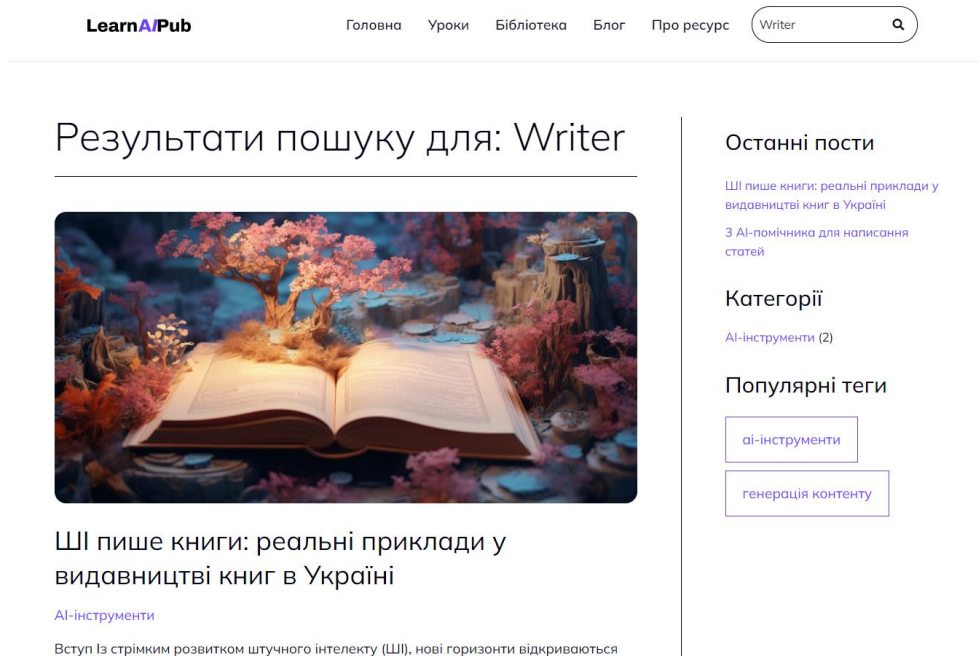 LearnAIPub
Головна Уроки Бібліотека Блог Про ресурс Writer
Результати пошуку для: Writer
ШІ пише книги: реальні приклади у
видавництві книг в Україні
AI-інструменти
Вступ Із стрімким розвитком штучного інтелекту (ШІ), нові горизонти відкриваються
Останні пости
ШІ пише книги: реальні приклади у
видавництві книг в Україні
3 AI-помічника для написання
статей
Категорії
AI-інструменти (2)
Популярні теги
ai-інструменти
генерація контенту